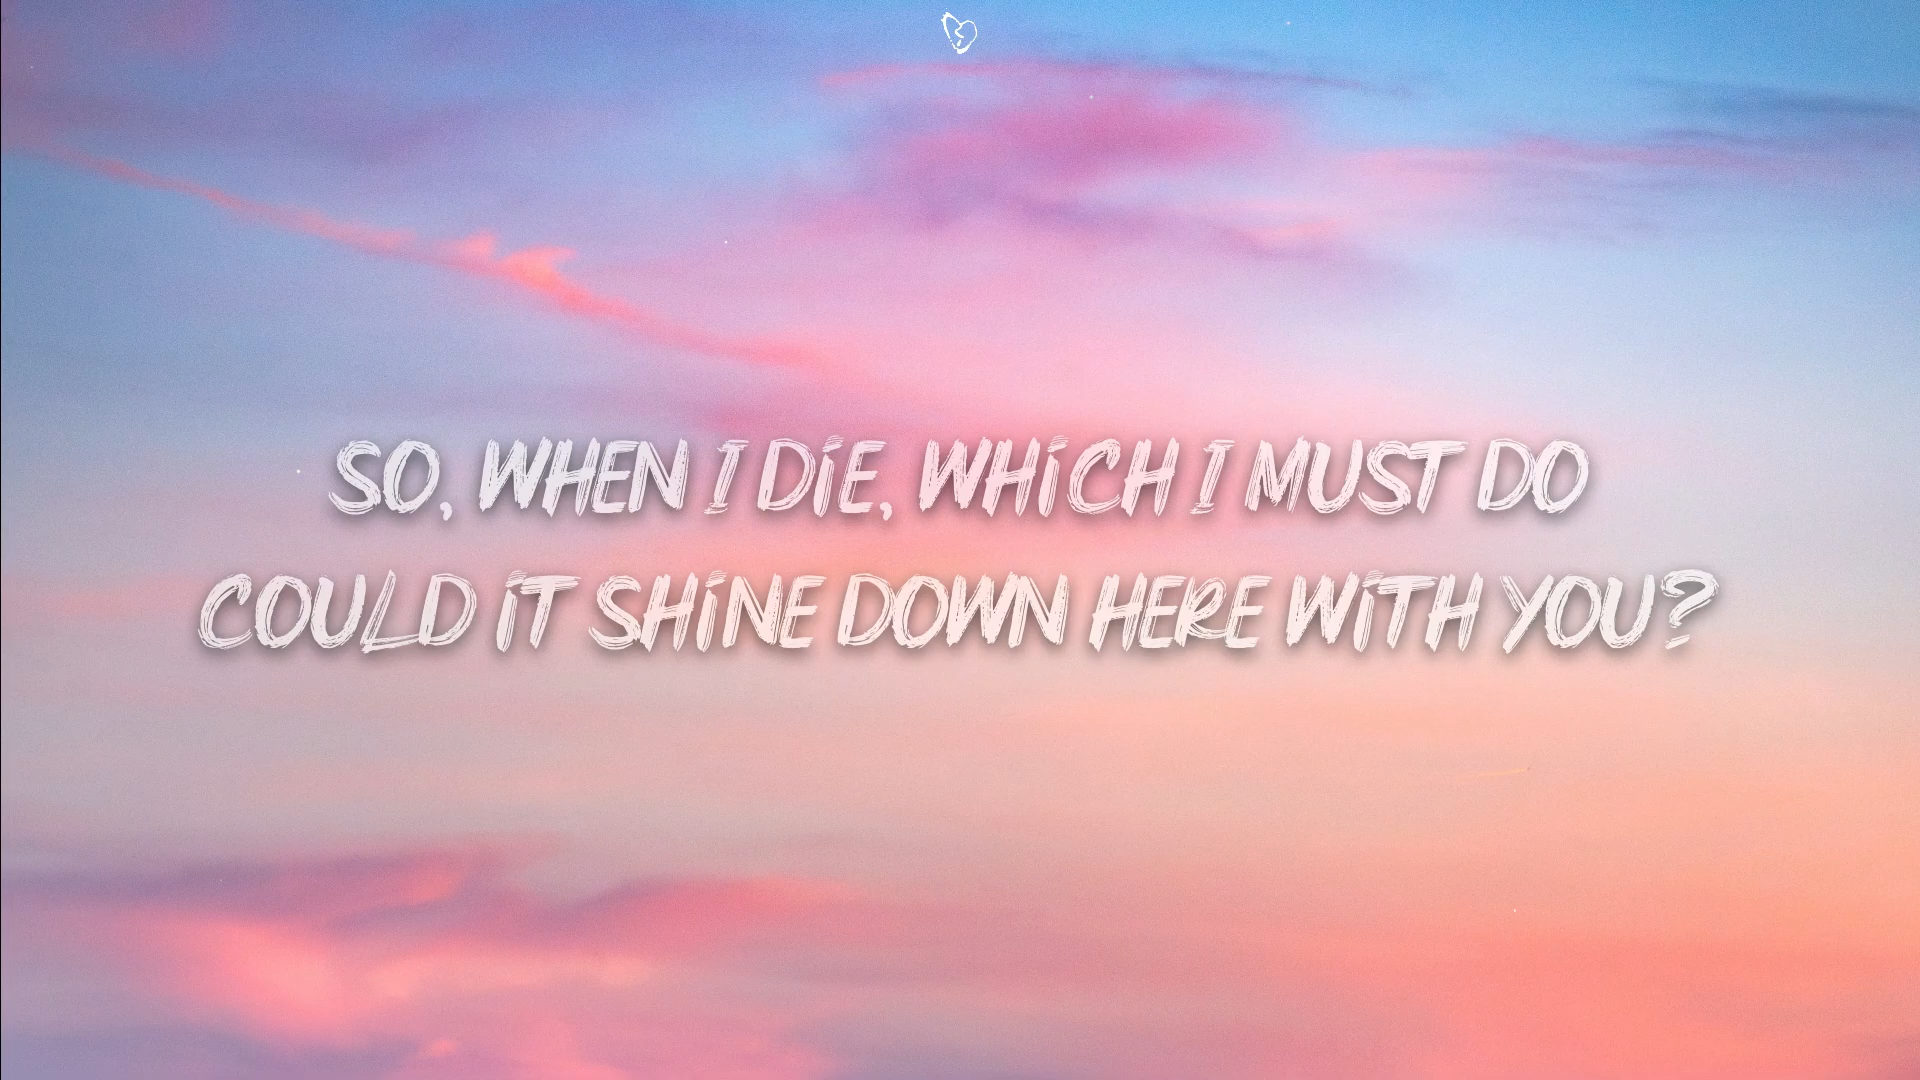 SO, WHEN I DIE, WHICH I MUST DO
COULD IT SHINE DOWN HERE WITH YOU?